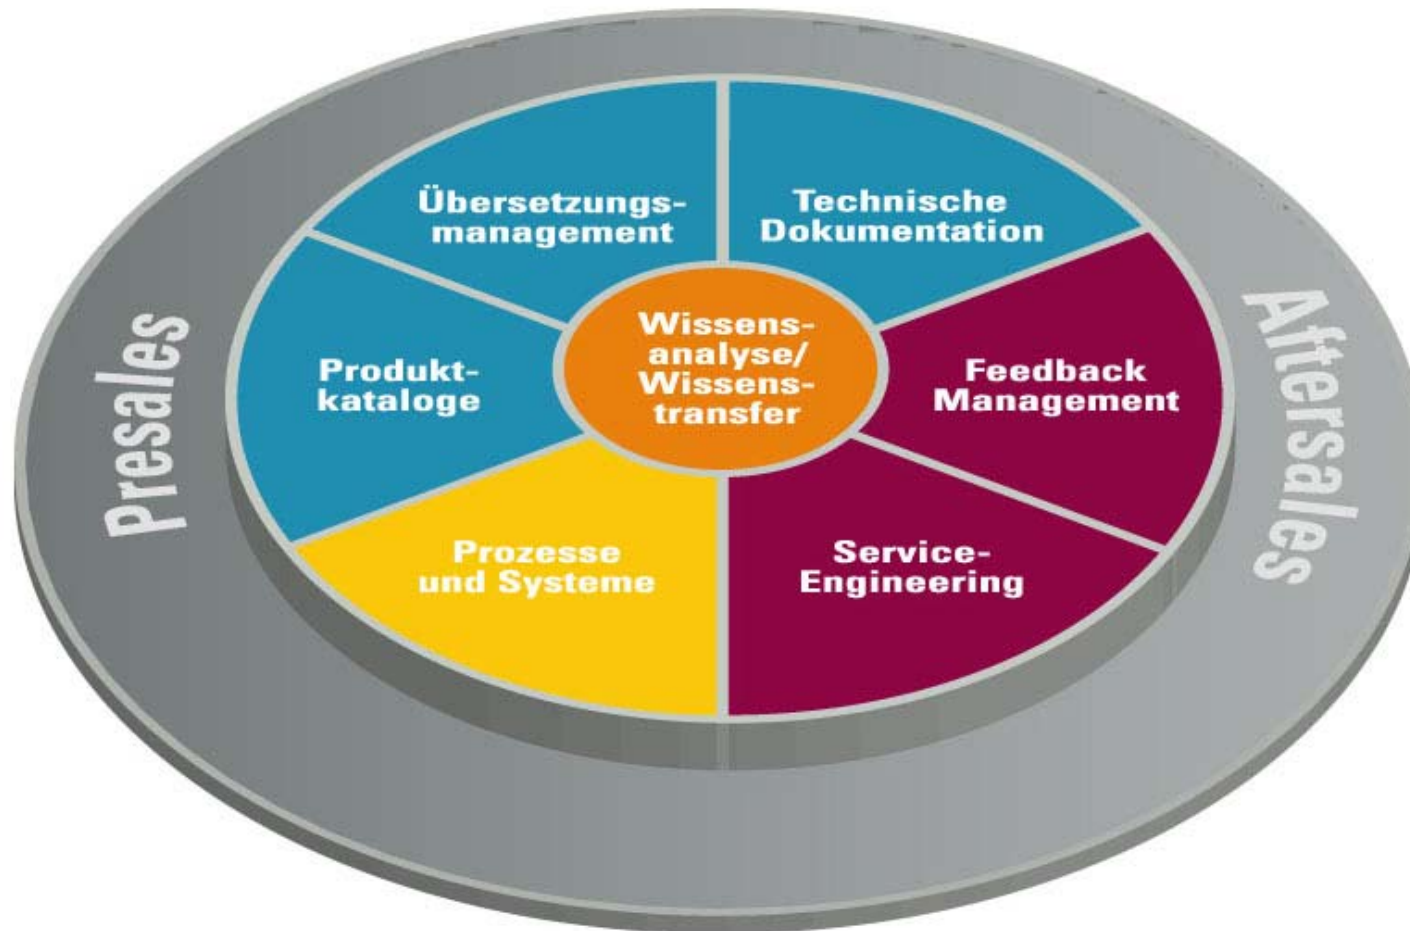 Übersetzungs-
management
Technische
Dokumentation
Presales
Produkt-
kataloge
Wissens-
analyse/
Wissens-
transfer
Feedback
Management
Aftersales
Prozesse
und Systeme
Service-
Engineering